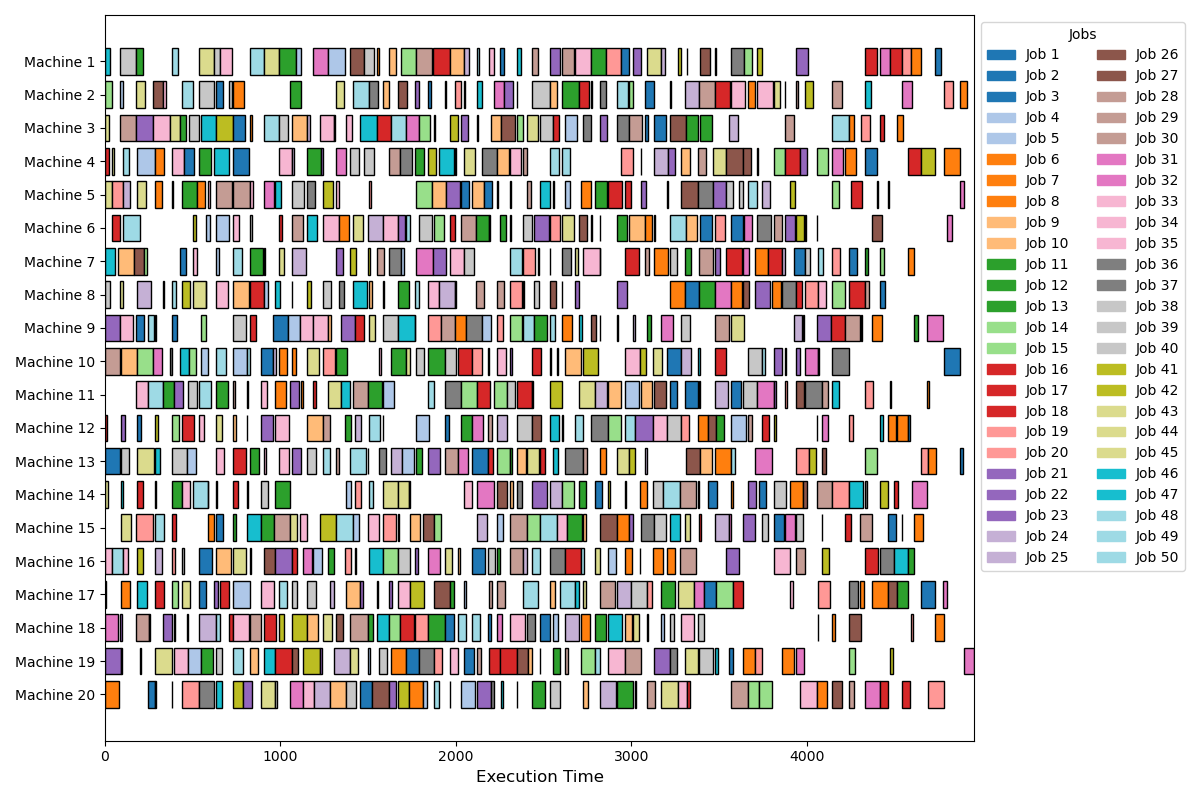 Machine 1
Machine 2
Machine 3
Machine 4
Machine 5
Machine 6
Machine 7
Machine 8
Machine 9
Machine 10
Machine 11
Machine 12
Machine 13
Machine 14
Machine 15
Machine 16
Machine 17
Machine 18
Machine 19
Machine 20
0 1000 2000 3000 4000
Execution Time
Jobs
Job 1 Job 26
Job 2 Job 27
Job 3 Job 28
Job 4 Job 29
Job 5 Job 30
Job 6 Job 31
Job 7 Job 32
Job 8 Job 33
Job 9 Job 34
Job 10 Job 35
Job 11 Job 36
Job 12 Job 37
Job 13 Job 38
Job 14 Job 39
Job 15 Job 40
Job 16 Job 41
Job 17 Job 42
Job 18 Job 43
Job 19 Job 44
Job 20 Job 45
Job 21 Job 46
Job 22 Job 47
Job 23 Job 48
Job 24 Job 49
Job 25 Job 50